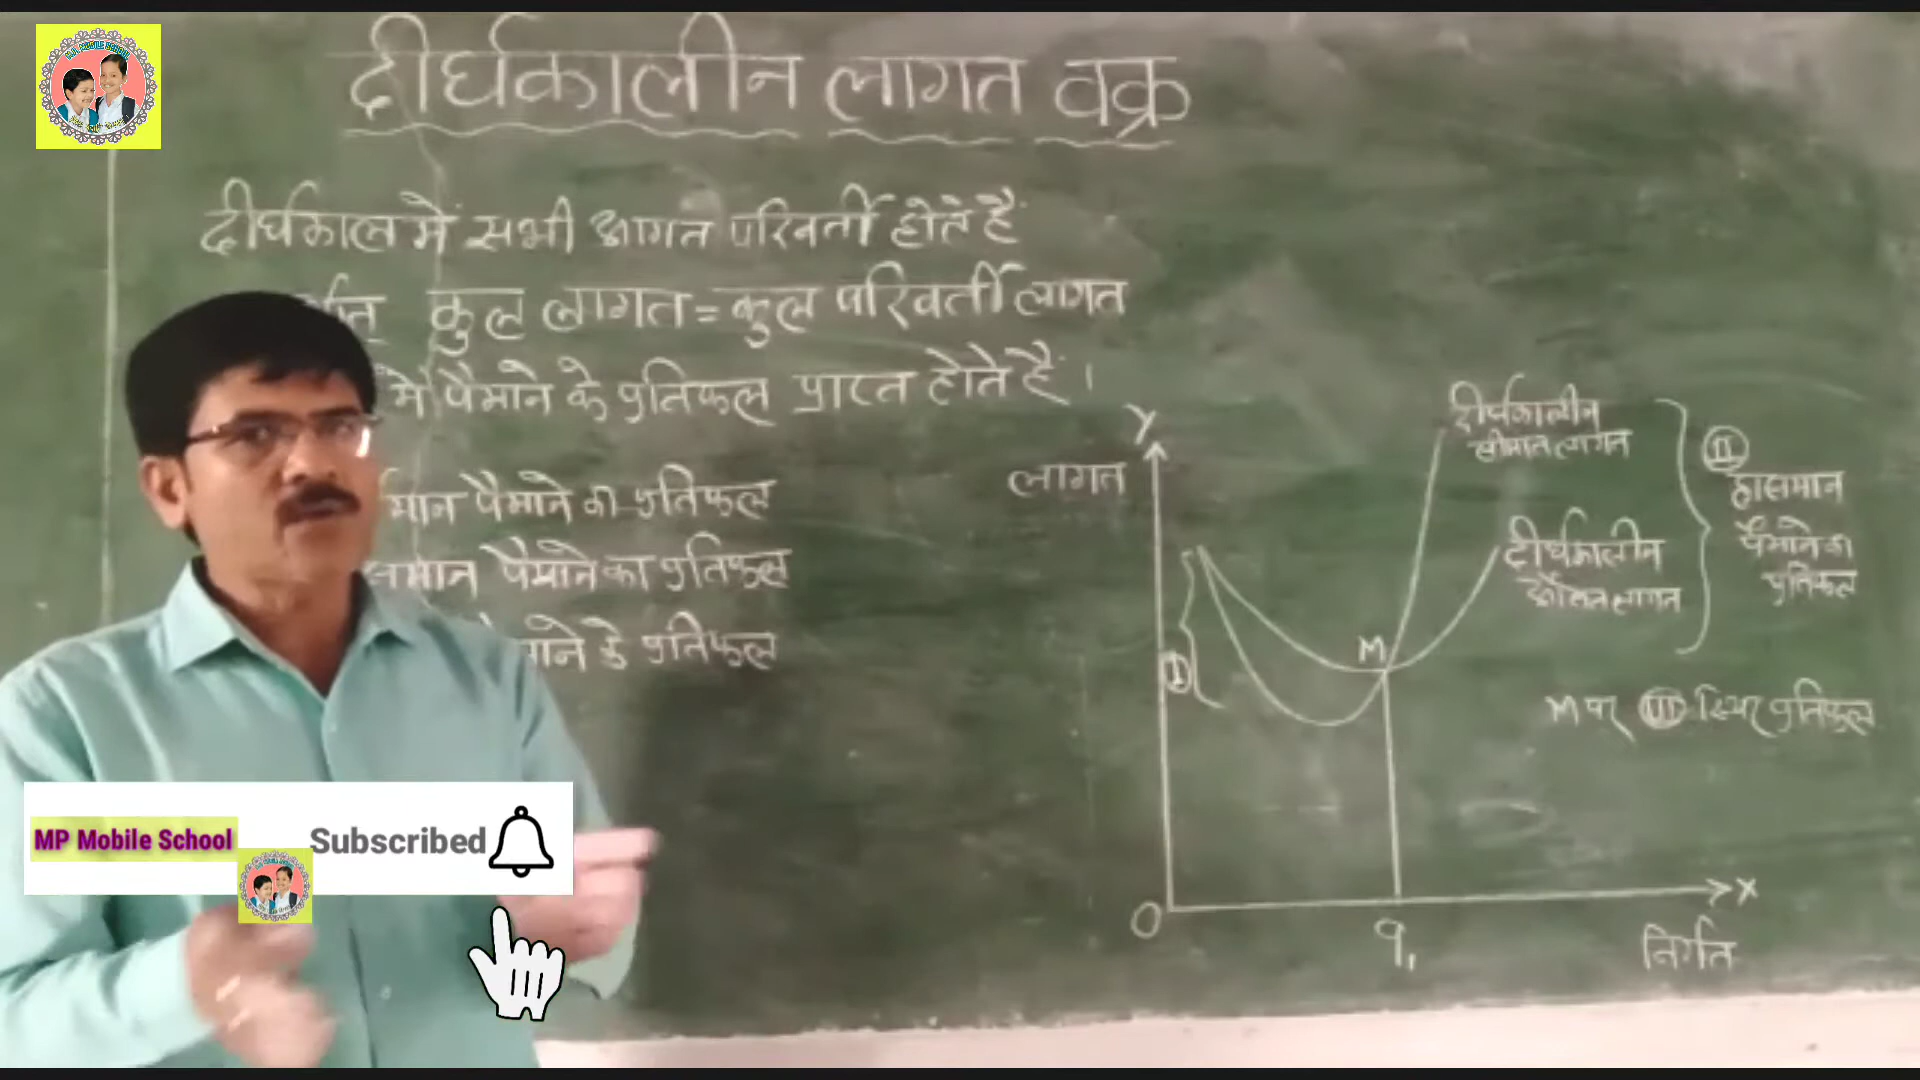 दीर्घकालीन लागत वक्र
दीर्घकाल में सभी आगत परिवर्ती होते हैं
कुल लागत = कुल परिवर्ती लागत
में पैमाने के प्रतिफल प्राप्त होते हैं ।
मान पैमाने का प्रतिफल
समान पैमाने का प्रतिफल
के प्रतिफल
Y
लागत
I
M
O
q₁
X
निर्गत
दीर्घकालीन
सीमान्त लागत
दीर्घकालीन
औसत लागत
II
ह्रासमान
पैमाने का
प्रतिफल
M पर III स्थिर प्रतिफल
MP Mobile School
Subscribed